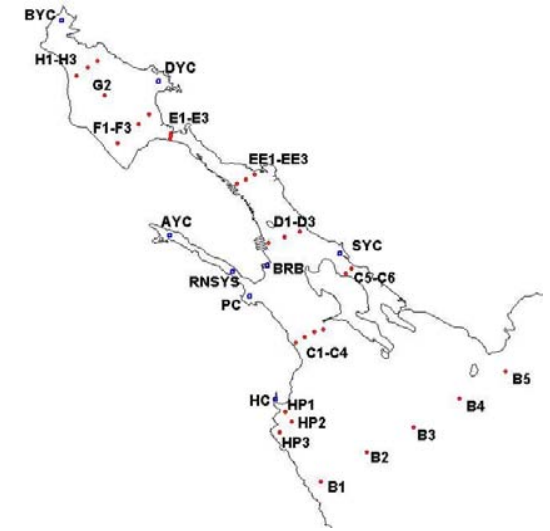 BYC
H1-H3
DYC
G2
E1-E3
F1-F3
EE1-EE3
D1-D3
AYC
SYC
BRB
C5-C6
RNSYS
PC
C1-C4
B5
HC
HP1
B4
HP2
B3
HP3
B2
B1